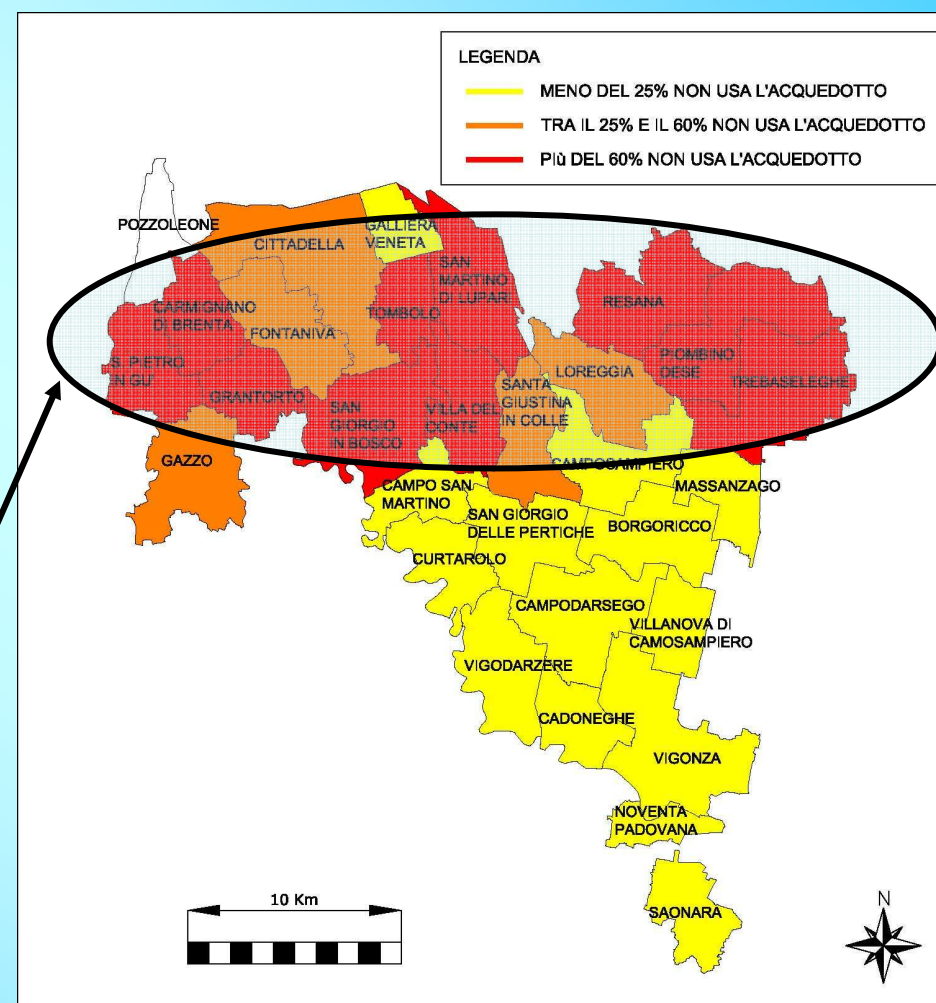 LEGENDA
MENO DEL 25% NON USA L'ACQUEDOTTO
TRA IL 25% E IL 60% NON USA L'ACQUEDOTTO
PIù DEL 60% NON USA L'ACQUEDOTTO
POZZOLEONE
CITTADELLA
GALLIERA
VENETA
SAN
MARTINO
DI LUPARI
CARMIGNANO
DI BRENTA
FONTANIVA
TOMBOLO
RESANA
S. PIETRO
IN GU'
GRANTORTO
SAN
GIORGIO
IN BOSCO
VILLA DEL
CONTE
SANTA
GIUSTINA
IN COLLE
LOREGGIA
PIOMBINO
DESE
TREBASELEGHE
GAZZO
CAMPOSAMPIERO
CAMPO SAN
MARTINO
MASSANZAGO
SAN GIORGIO
DELLE PERTICHE
BORGORICCO
CURTAROLO
CAMPODARSEGO
VILLANOVA DI
CAMOSAMPIERO
VIGODARZERE
CADONEGHE
VIGONZA
NOVENTA
PADOVANA
SAONARA
10 Km
N